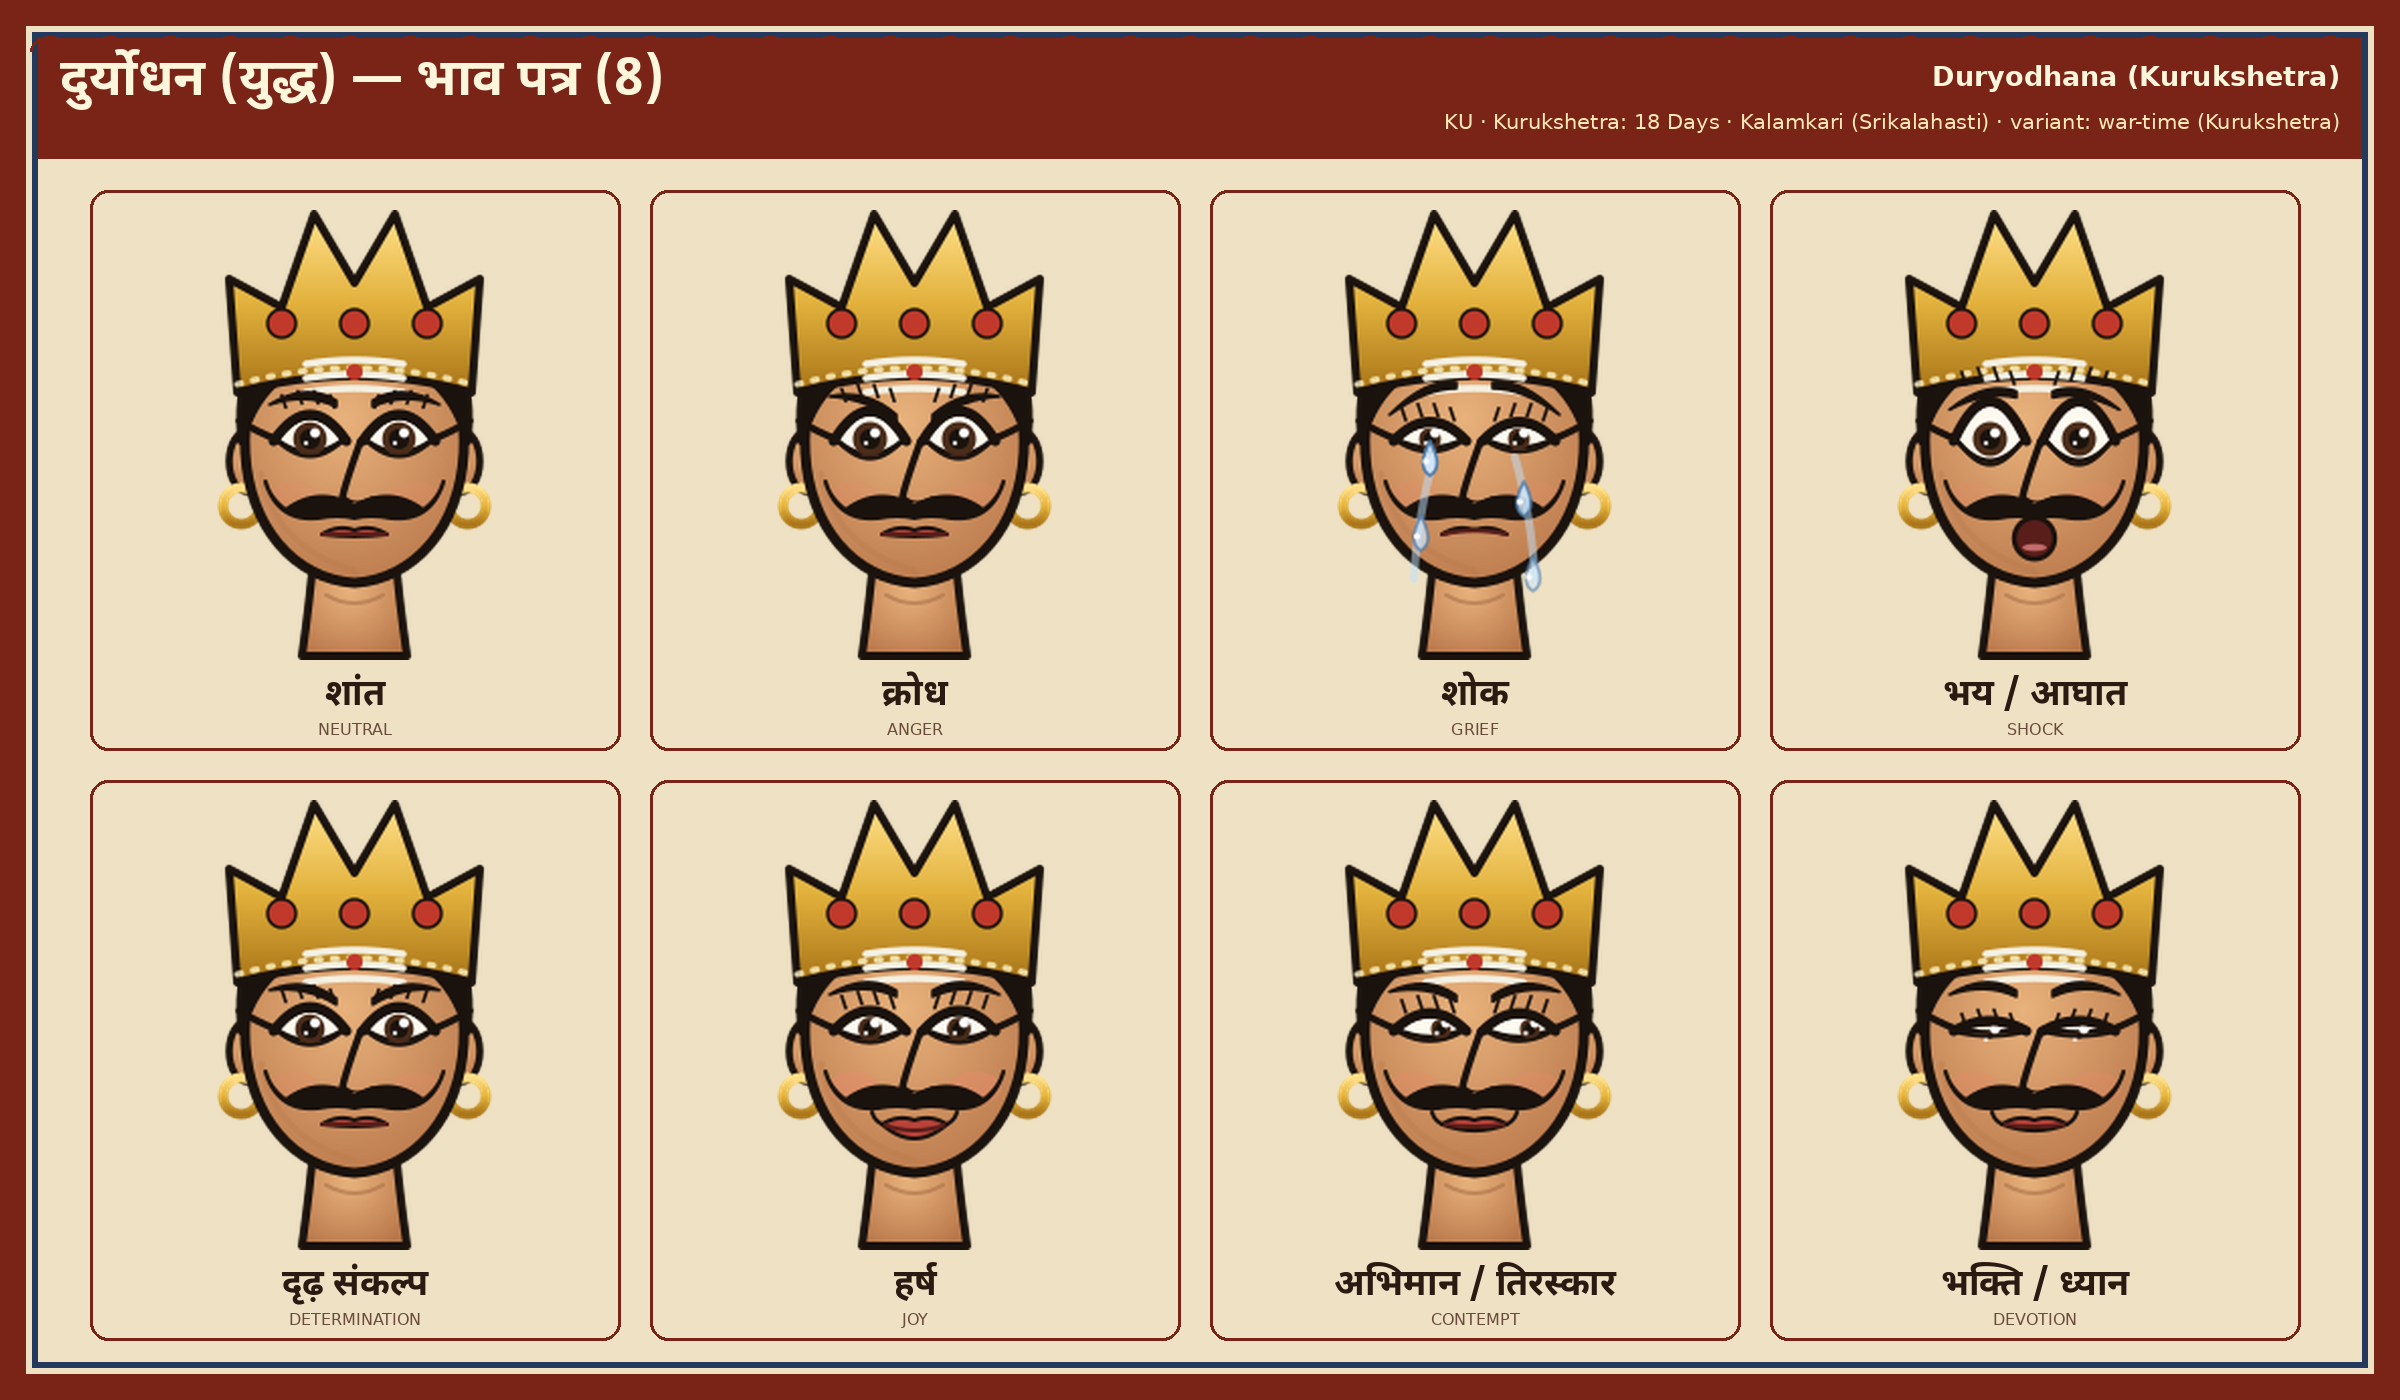 दुर्योधन (युद्ध) — भाव पत्र (8)
Duryodhana (Kurukshetra)
KU · Kurukshetra: 18 Days · Kalamkari (Srikalahasti) · variant: war-time (Kurukshetra)
शांत
NEUTRAL
क्रोध
ANGER
शोक
GRIEF
भय / आघात
SHOCK
दृढ़ संकल्प
DETERMINATION
हर्ष
JOY
अभिमान / तिरस्कार
CONTEMPT
भक्ति / ध्यान
DEVOTION